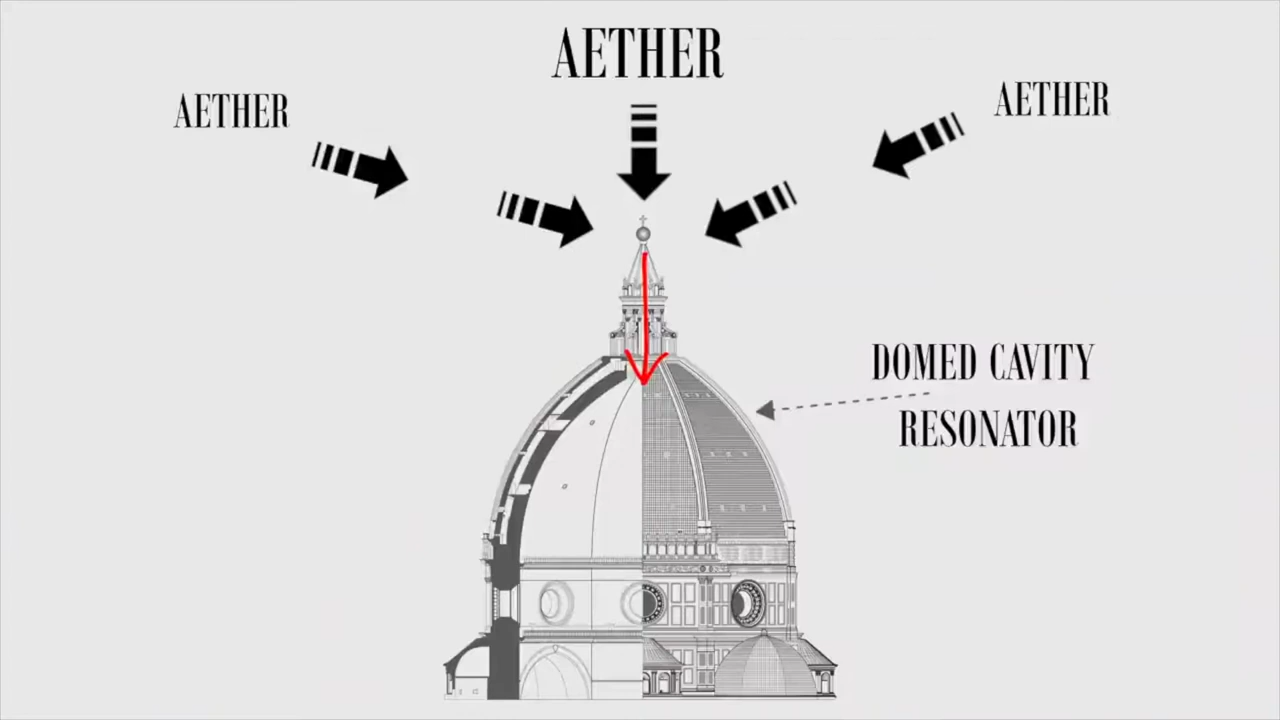 AETHER
AETHER
AETHER
DOMED CAVITY
RESONATOR